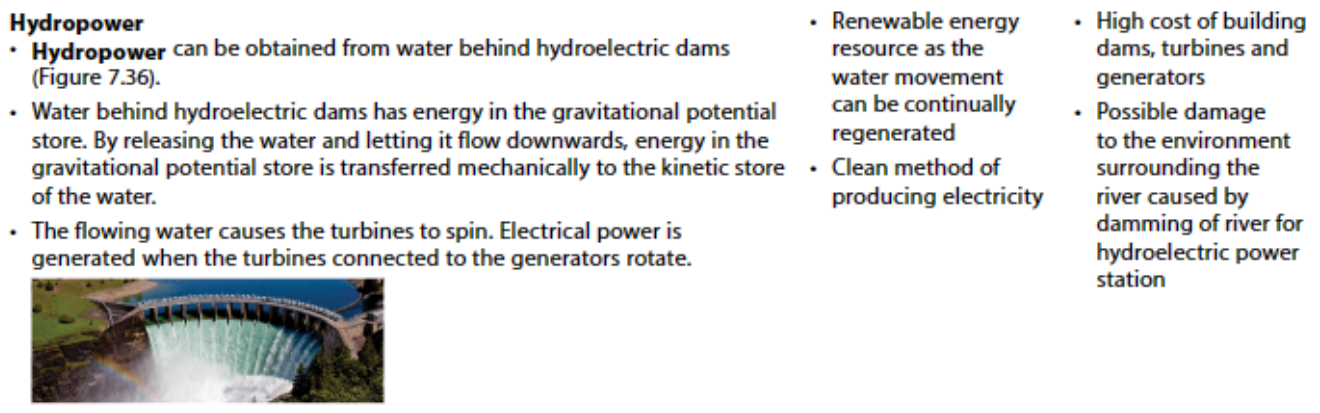 Hydropower
• Hydropower can be obtained from water behind hydroelectric dams
(Figure 7.36).
• Water behind hydroelectric dams has energy in the gravitational potential
store. By releasing the water and letting it flow downwards, energy in the
gravitational potential store is transferred mechanically to the kinetic store
of the water.
• The flowing water causes the turbines to spin. Electrical power is
generated when the turbines connected to the generators rotate.
• Renewable energy
resource as the
water movement
can be continually
regenerated
• Clean method of
producing electricity
• High cost of building
dams, turbines and
generators
• Possible damage
to the environment
surrounding the
river caused by
damming of river for
hydroelectric power
station